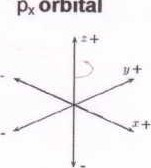 pₓ orbital
z+
y+
-
-
x+
-